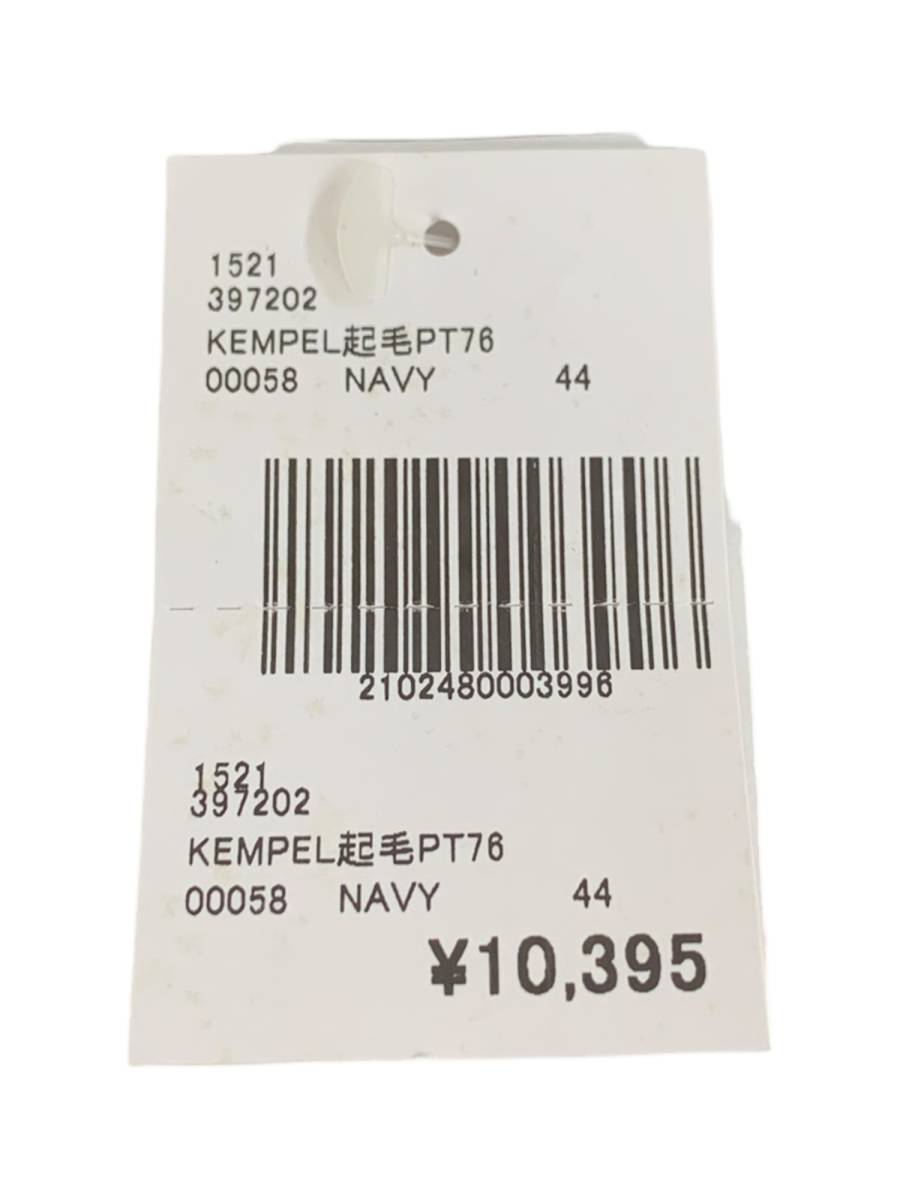 1521
397202
KEMPEL起毛PT76
00058 NAVY 44
2102480003996
1521
397202
KEMPEL起毛PT76
00058 NAVY 44
¥10,395